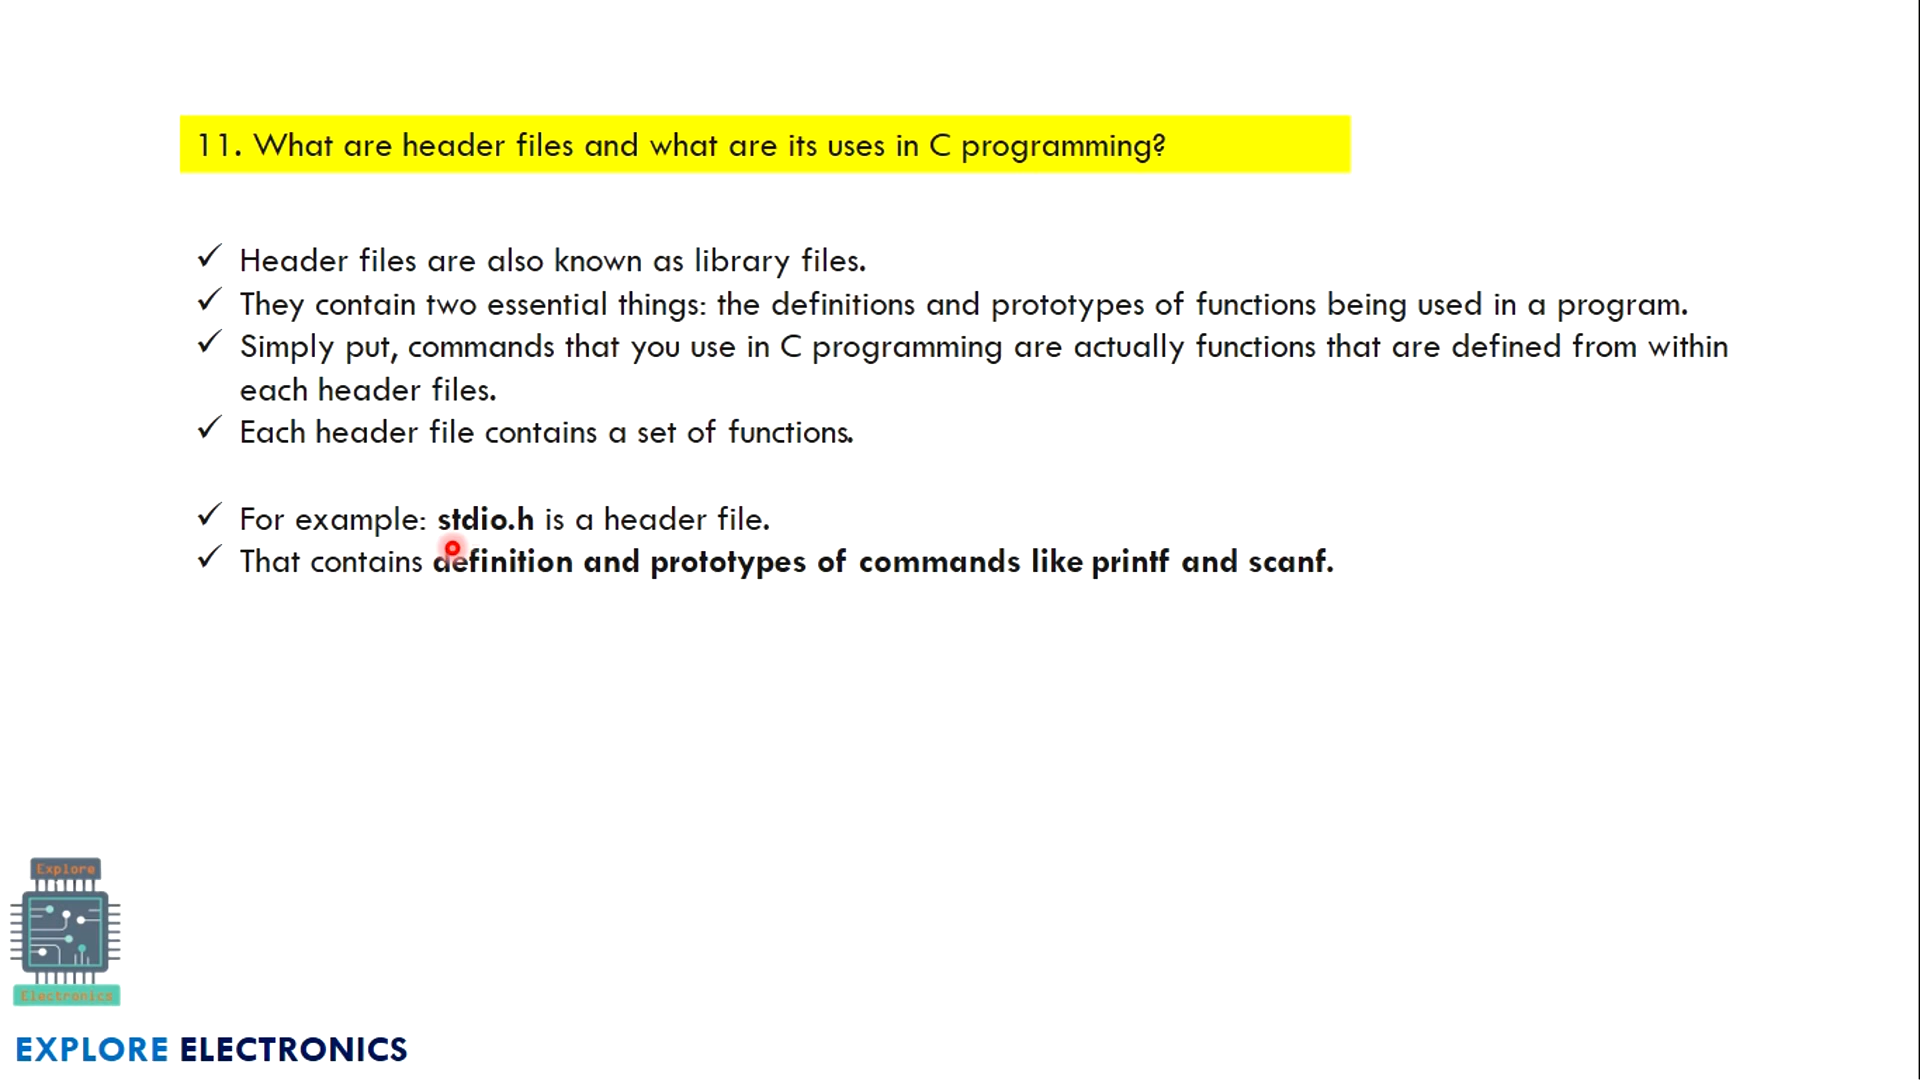 11. What are header files and what are its uses in C programming?
✓ Header files are also known as library files.
✓ They contain two essential things: the definitions and prototypes of functions being used in a program.
✓ Simply put, commands that you use in C programming are actually functions that are defined from within
each header files.
✓ Each header file contains a set of functions.
✓ For example: stdio.h is a header file.
✓ That contains definition and prototypes of commands like printf and scanf.
Explore
Electronics
EXPLORE ELECTRONICS